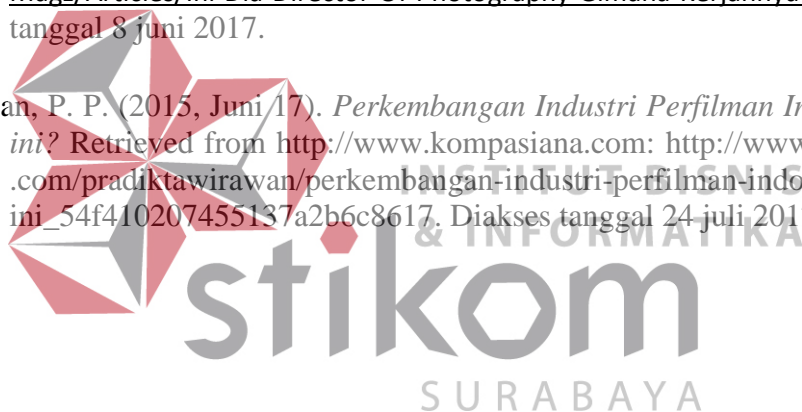 tanggal 8 juni 2017.
an, P. P. (2015, Juni 17). Perkembangan Industri Perfilman In
ini? Retrieved from http://www.kompasiana.com: http://www
.com/pradiktawirawan/perkembangan-industri-perfilman-indo
ini_54f410207455137a2b6c8617. Diakses tanggal 24 juli 201
INSTITUT BISNIS
& INFORMATIKA
stikom
SURABAYA